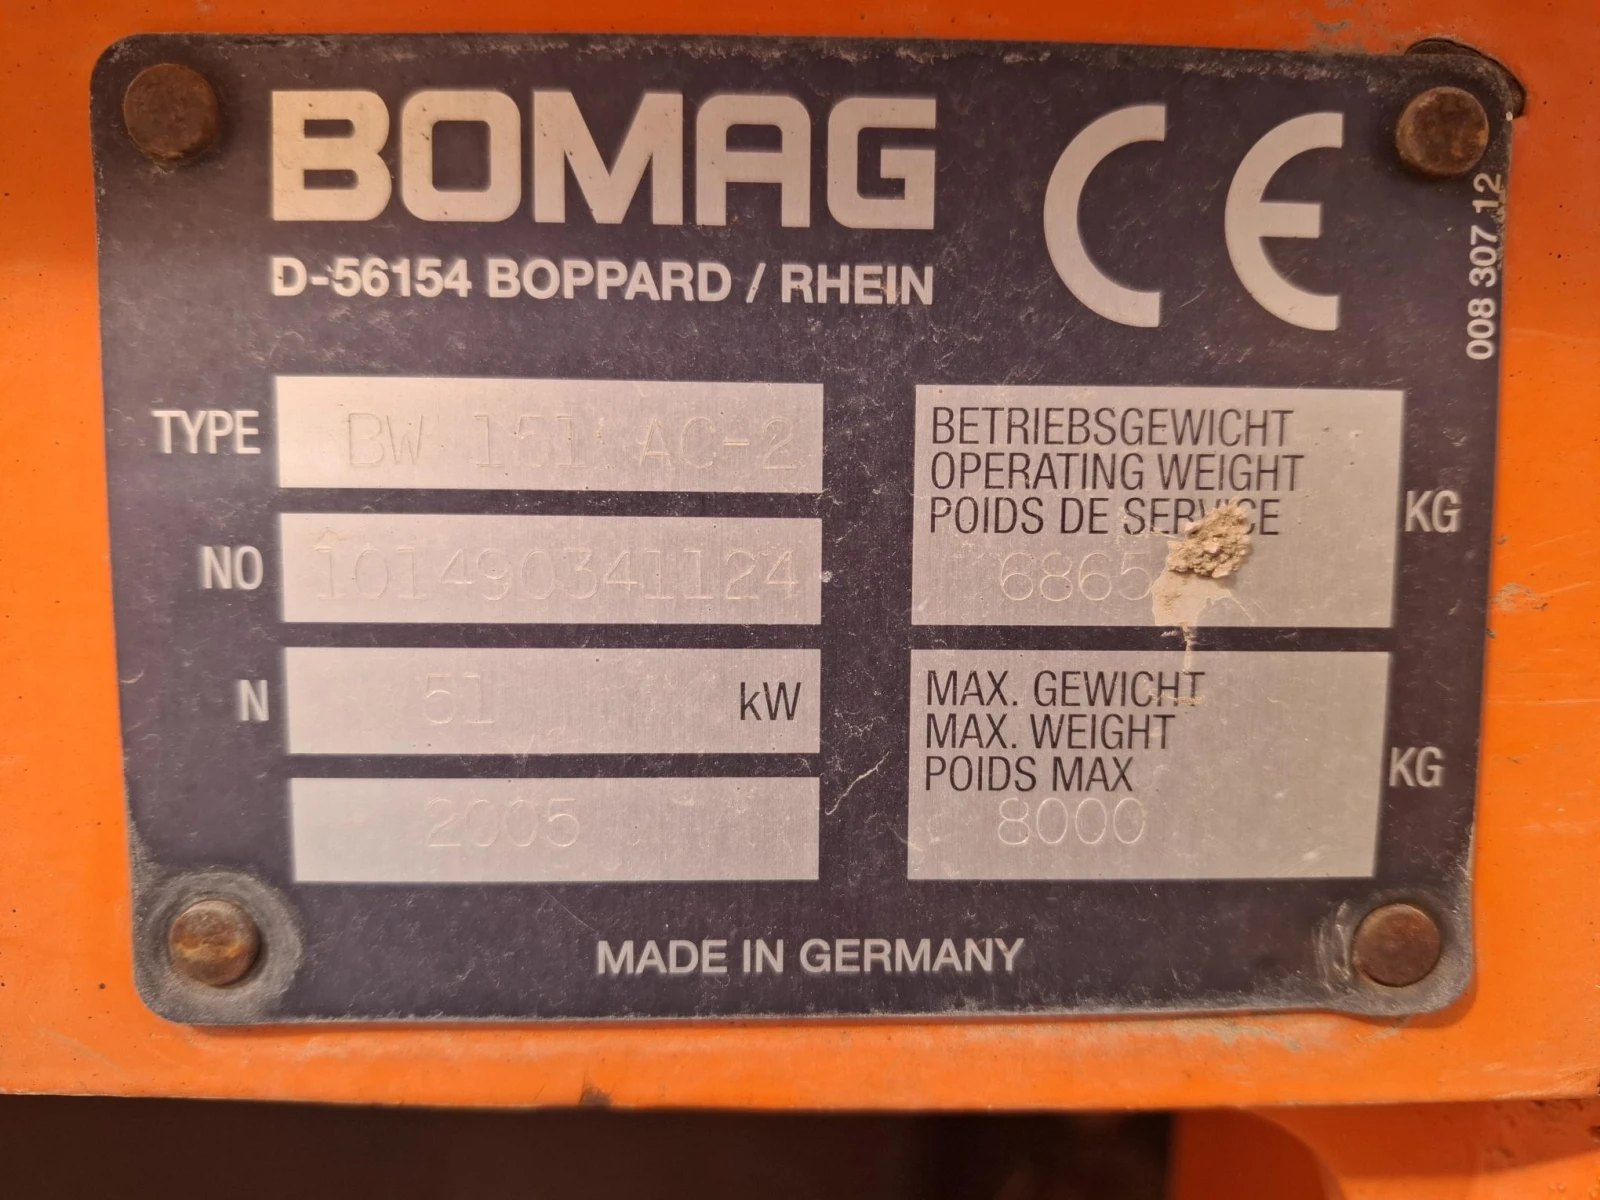 BOMAG
CE
D-56154 BOPPARD / RHEIN
008 307 12
TYPE BW 151 AC-2
NO 101490341124
N 51 kW
2005
BETRIEBSGEWICHT
OPERATING WEIGHT
POIDS DE SERVICE
6865 KG
MAX. GEWICHT
MAX. WEIGHT
POIDS MAX
8000 KG
MADE IN GERMANY